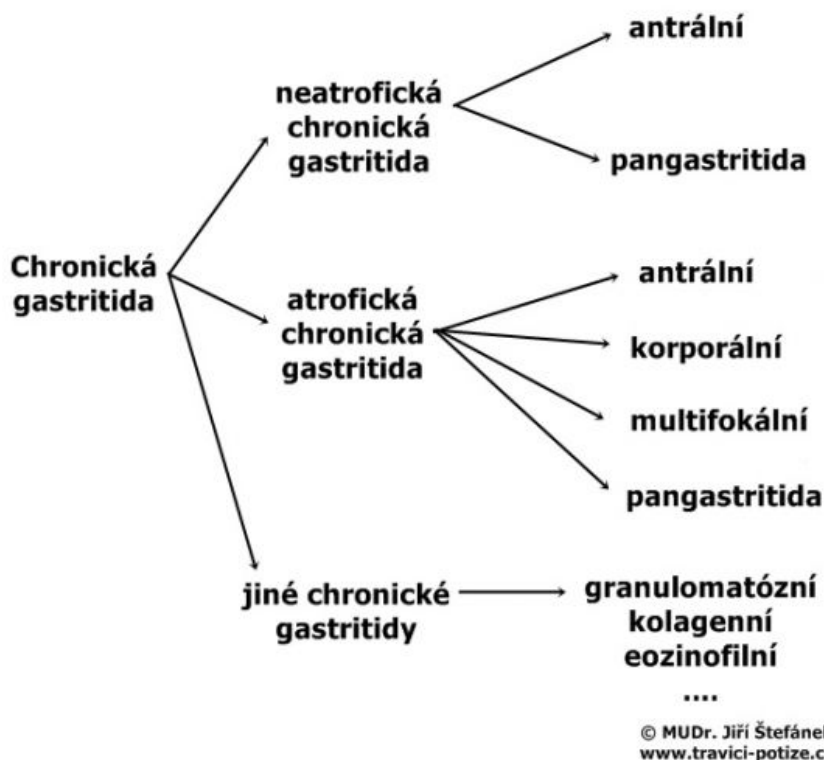 Chronická
gastritida
neatrofická
chronická
gastritida
antrální
pangastritida
atrofická
chronická
gastritida
antrální
korporální
multifokální
pangastritida
jiné chronické
gastritidy
granulomatózní
kolagenní
eozinofilní
....
© MUDr. Jiří Štefánek
www.travici-potize.c